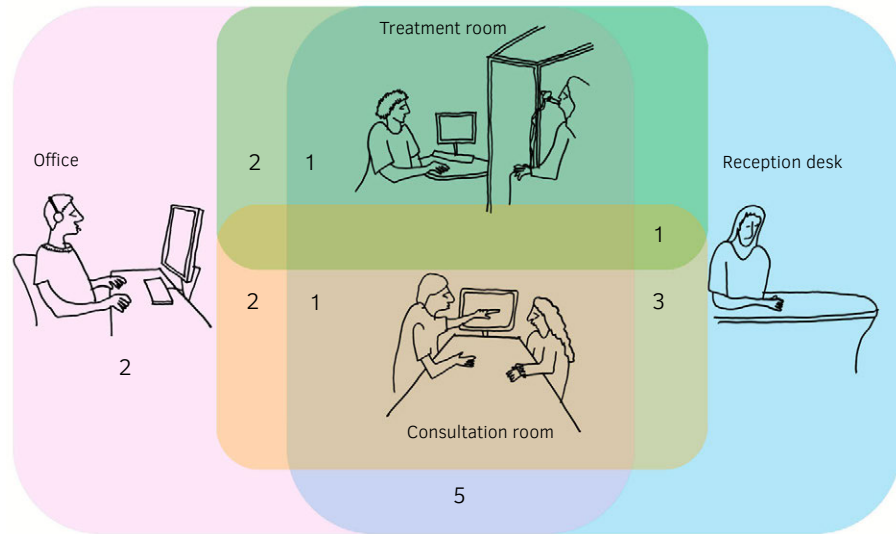 Treatment room
Office
2 1
Reception desk
1
2 1 3
2
Consultation room
5